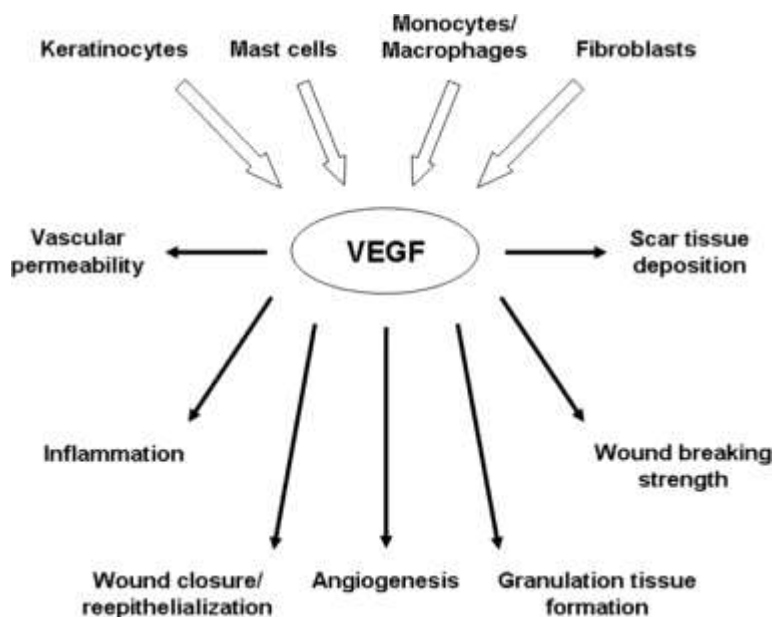 Keratinocytes
Mast cells
Monocytes/
Macrophages
Fibroblasts
Vascular
permeability
VEGF
Scar tissue
deposition
Inflammation
Wound breaking
strength
Wound closure/
reepithelialization
Angiogenesis
Granulation tissue
formation